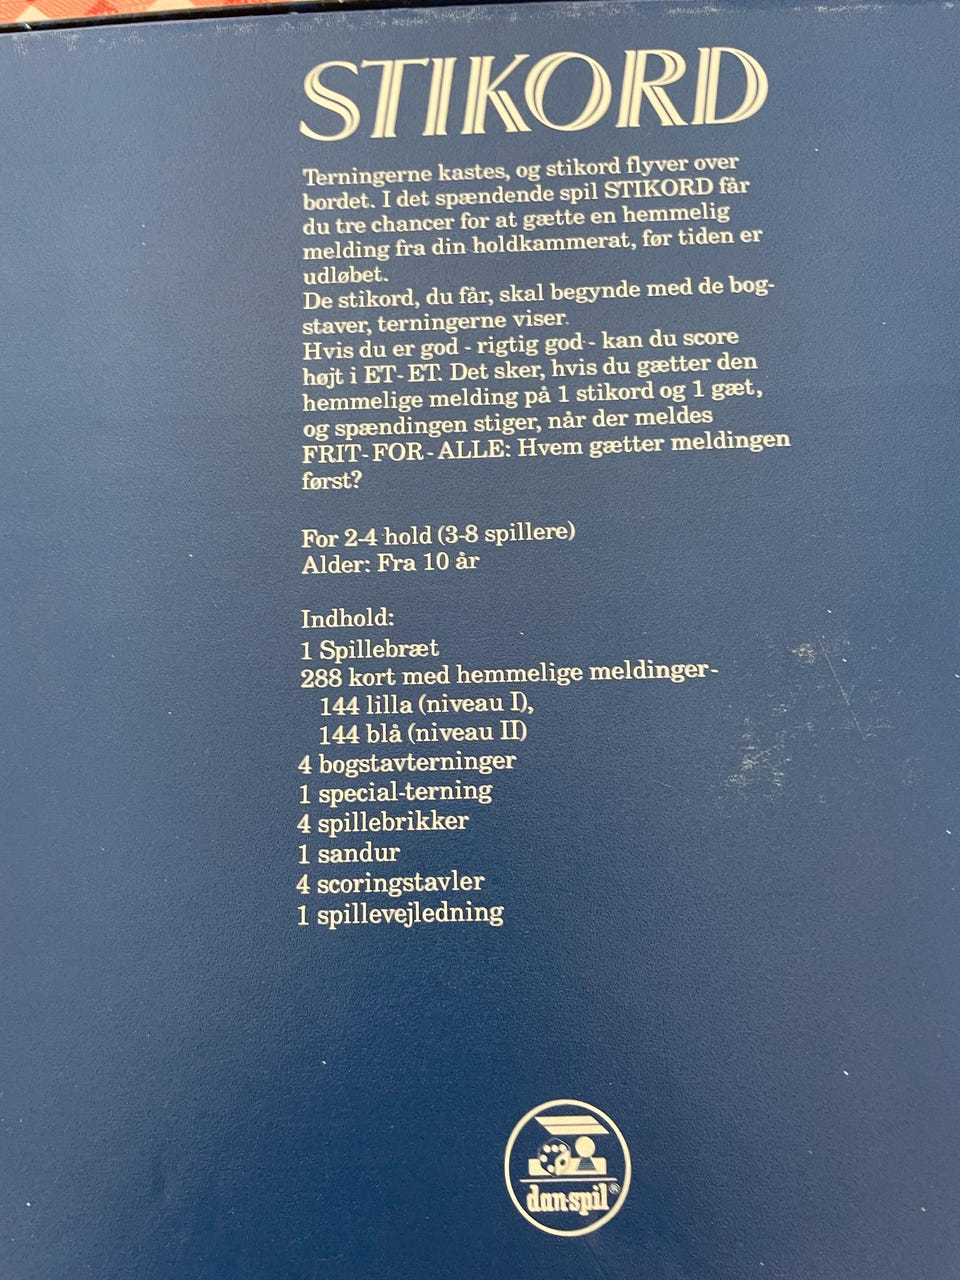 STIKORD
Terningerne kastes, og stikord flyver over
bordet. I det spændende spil STIKORD får
du tre chancer for at gætte en hemmelig
melding fra din holdkammerat, før tiden er
udløbet.
De stikord, du får, skal begynde med de bog-
staver, terningerne viser.
Hvis du er god - rigtig god - kan du score
højt i ET-ET. Det sker, hvis du gætter den
hemmelige melding på 1 stikord og 1 gæt,
og spændingen stiger, når der meldes
FRIT-FOR-ALLE: Hvem gætter meldingen
først?
For 2-4 hold (3-8 spillere)
Alder: Fra 10 år
Indhold:
1 Spillebræt
288 kort med hemmelige meldinger-
144 lilla (niveau I),
144 blå (niveau II)
4 bogstavterninger
1 special-terning
4 spillebrikker
1 sandur
4 scoringstavler
1 spillevejledning
dan-spil®